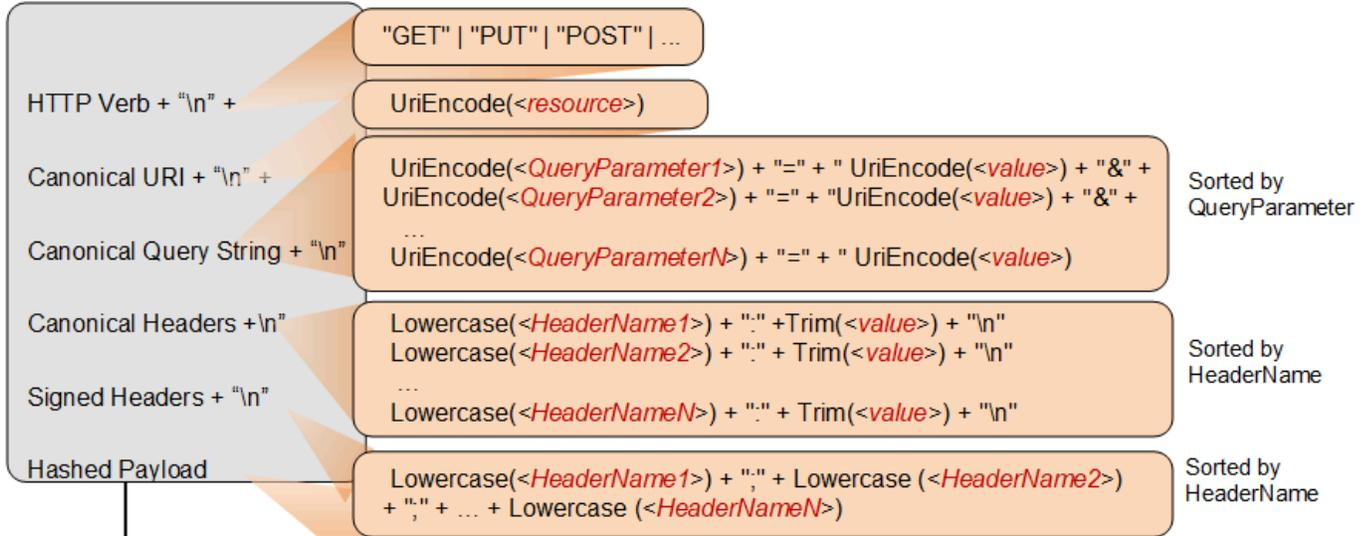 "GET" | "PUT" | "POST" | ...
HTTP Verb + “\n” +
UriEncode(<resource>)
Canonical URI + “\n” +
UriEncode(<QueryParameter1>) + "=" + " UriEncode(<value>) + "&" +
UriEncode(<QueryParameter2>) + "=" + "UriEncode(<value>) + "&" +
...
UriEncode(<QueryParameterN>) + "=" + " UriEncode(<value>)
Sorted by
QueryParameter
Canonical Query String + “\n”
Canonical Headers +\n”
Lowercase(<HeaderName1>) + ":" +Trim(<value>) + "\n"
Lowercase(<HeaderName2>) + ":" + Trim(<value>) + "\n"
...
Lowercase(<HeaderNameN>) + ":" + Trim(<value>) + "\n"
Sorted by
HeaderName
Signed Headers + “\n”
Hashed Payload
Lowercase(<HeaderName1>) + ";" + Lowercase (<HeaderName2>)
+ ";" + ... + Lowercase (<HeaderNameN>)
Sorted by
HeaderName